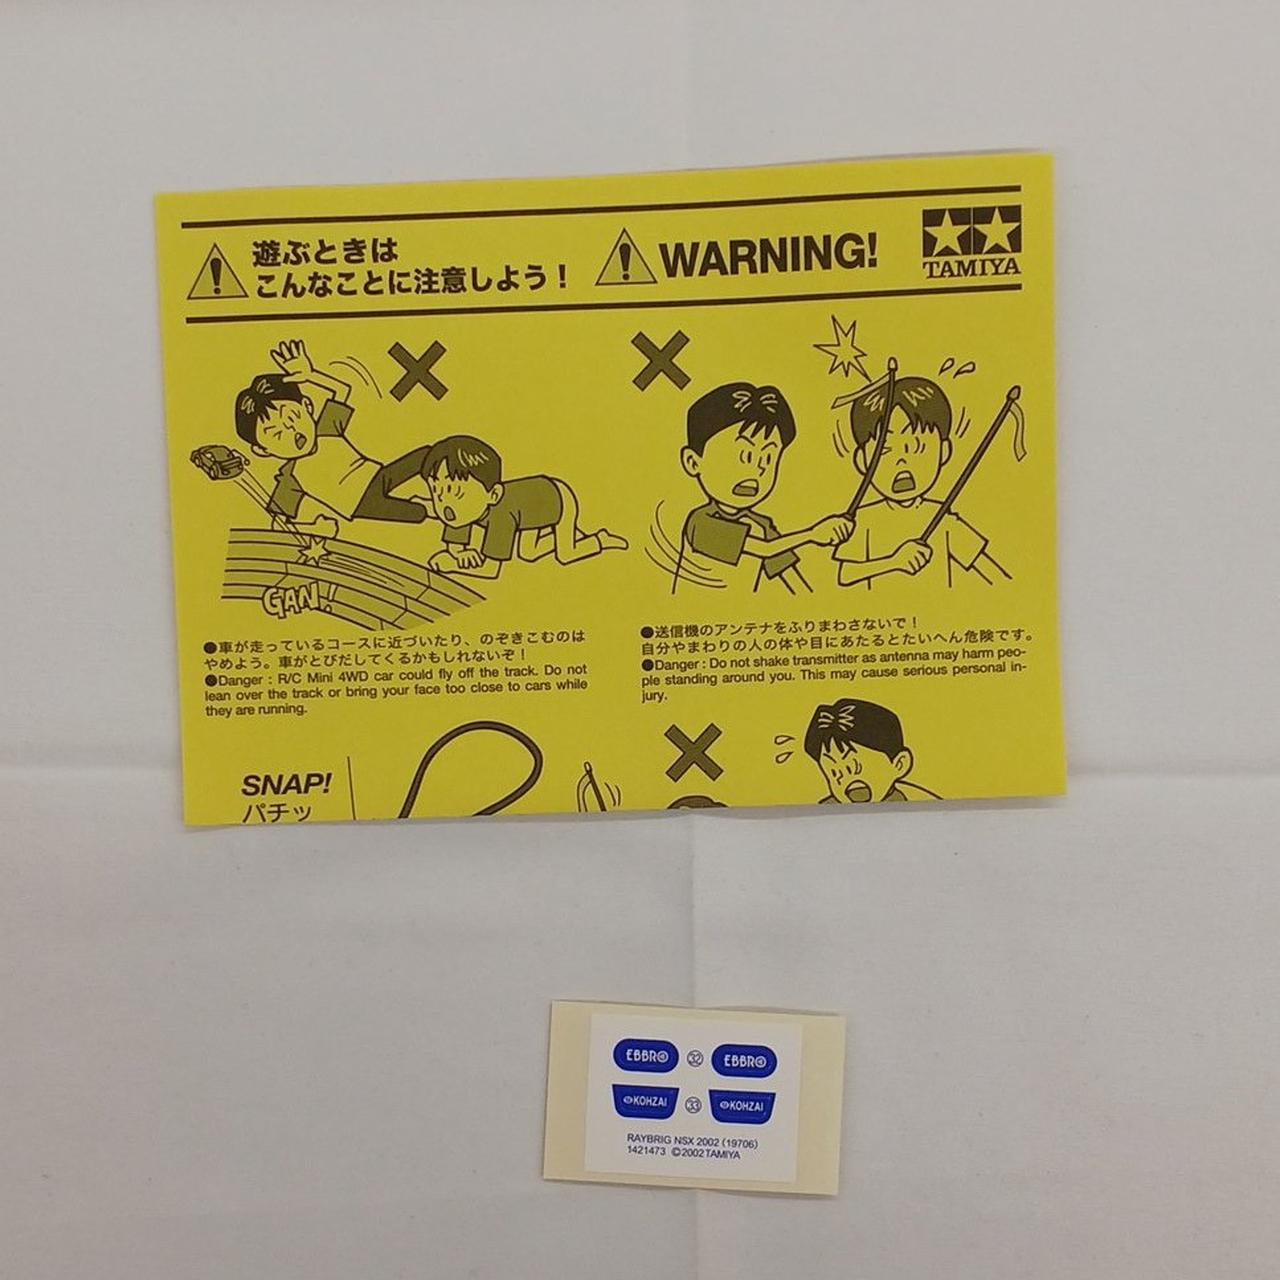 遊ぶときは
こんなことに注意しよう！
WARNING!
TAMIYA
GAN!
●車が走っているコースに近づいたり、のぞきこむのは
やめよう。車がとびだしてくるかもしれないぞ！
●Danger : R/C Mini 4WD car could fly off the track. Do not
lean over the track or bring your face too close to cars while
they are running.
●送信機のアンテナをふりまわさないで！
自分やまわりの人の体や目にあたるとたいへん危険です。
●Danger : Do not shake transmitter as antenna may harm peo-
ple standing around you. This may cause serious personal in-
jury.
SNAP!
パチッ
EBBRO ㉜ EBBRO
KOHZAI ㉝ KOHZAI
RAYBRIG NSX 2002 (19706)
1421473 ©2002 TAMIYA